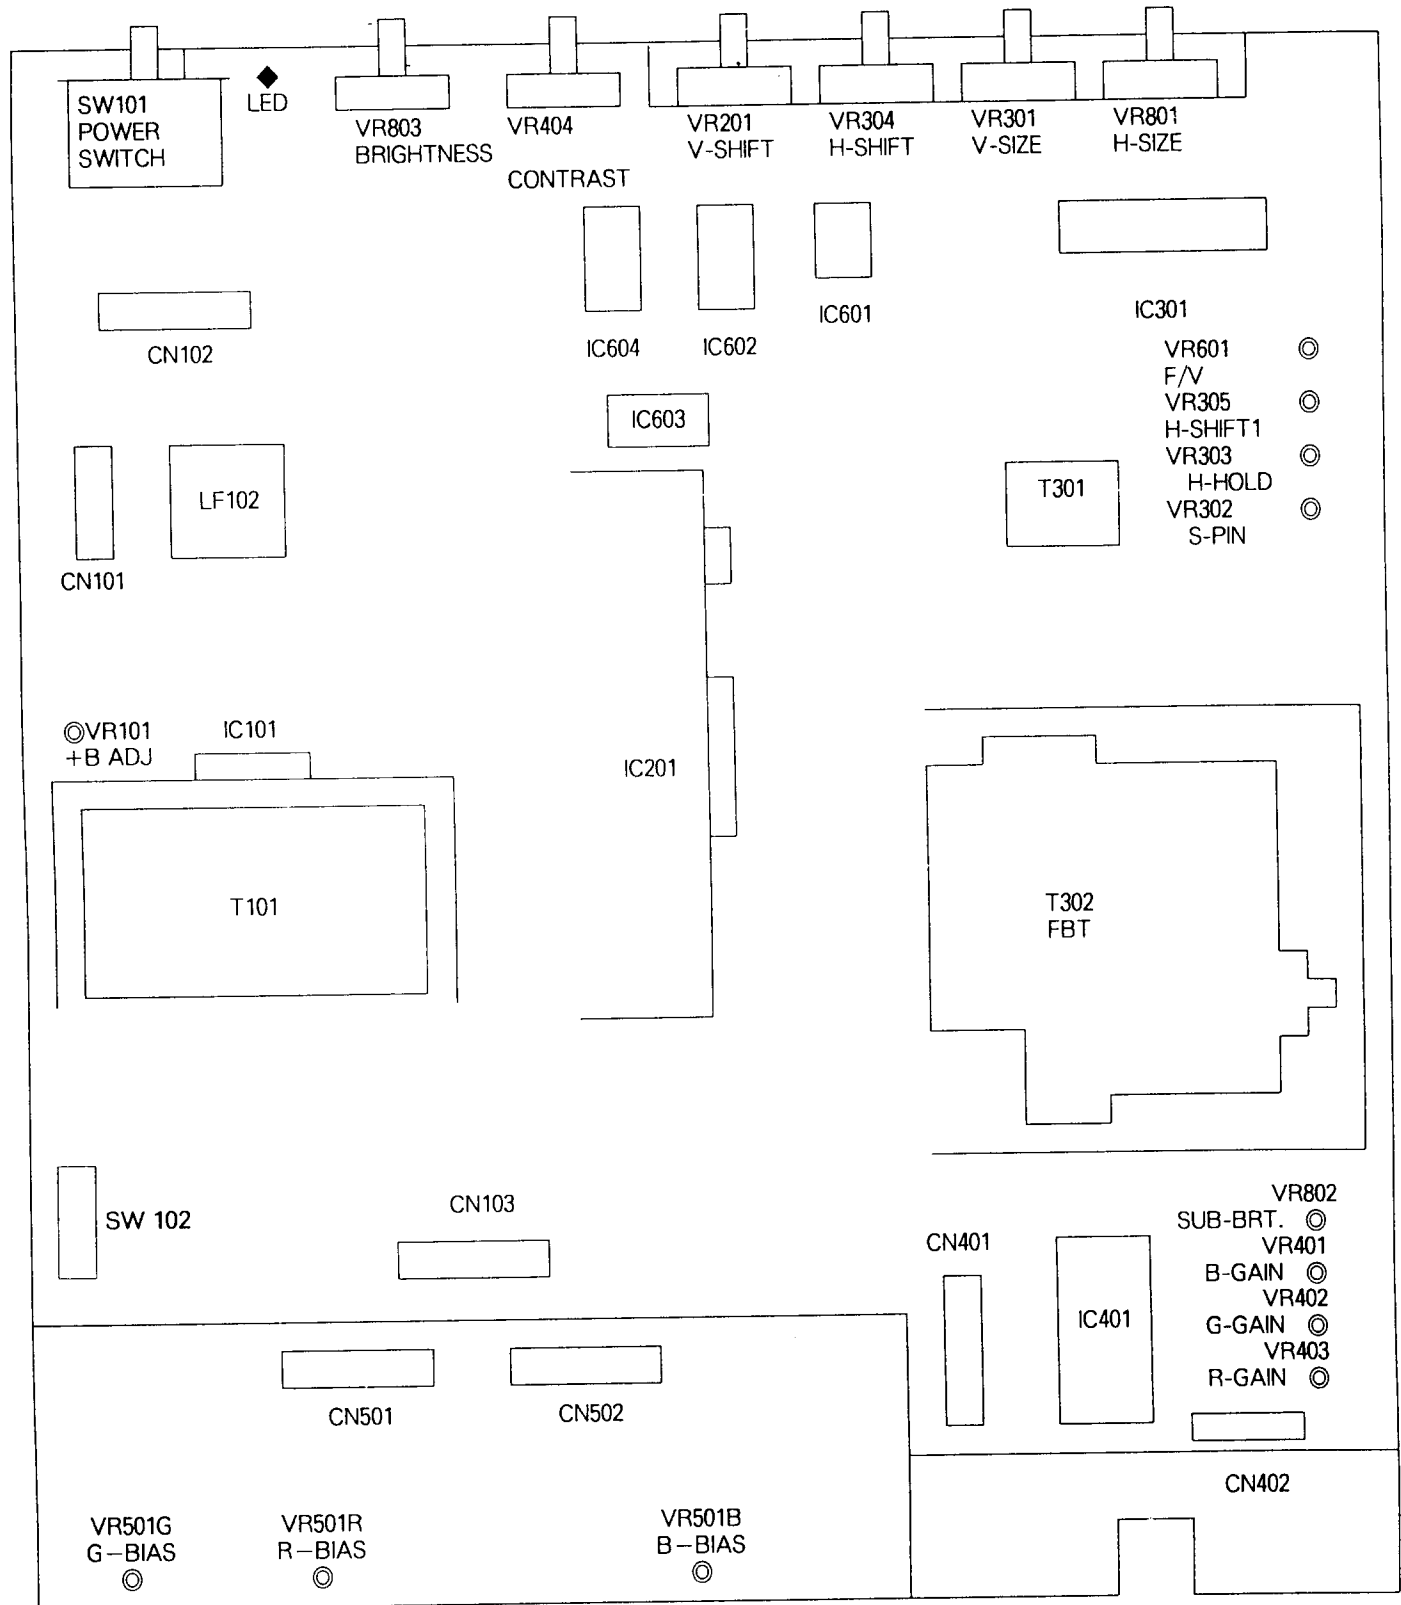 SW101
POWER
SWITCH
LED
VR803
BRIGHTNESS
VR404
CONTRAST
VR201
V-SHIFT
VR304
H-SHIFT
VR301
V-SIZE
VR801
H-SIZE
CN102
IC604
IC602
IC601
IC301
VR601
F/V
VR305
H-SHIFT1
VR303
H-HOLD
VR302
S-PIN
IC603
T301
LF102
CN101
VR101
+B ADJ
IC101
IC201
T101
T302
FBT
SW 102
CN103
CN401
IC401
VR802
SUB-BRT.
VR401
B-GAIN
VR402
G-GAIN
VR403
R-GAIN
CN501
CN502
CN402
VR501G
G-BIAS
VR501R
R-BIAS
VR501B
B-BIAS